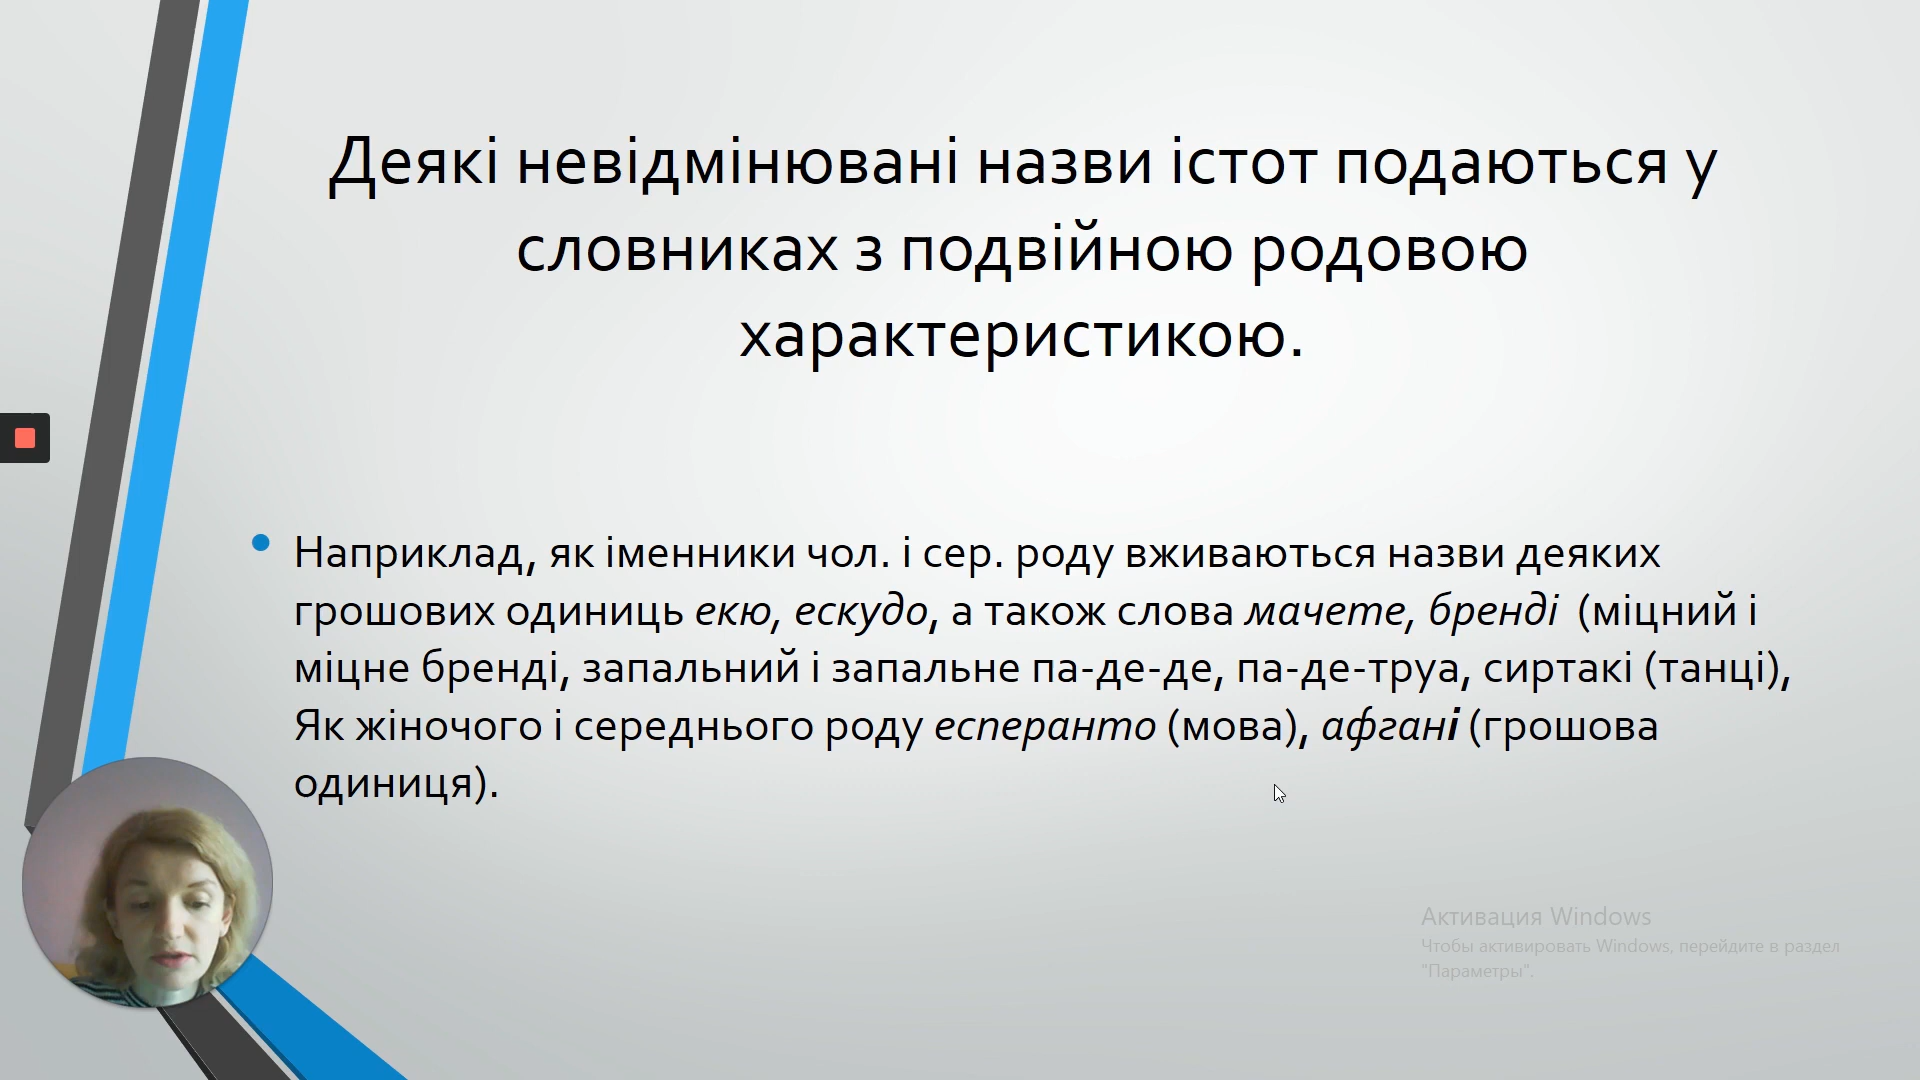 Деякі невідмінювані назви істот подаються у
словниках з подвійною родовою
характеристикою.
Наприклад, як іменники чол. і сер. роду вживаються назви деяких
грошових одиниць екю, ескудо, а також слова мачете, бренді (міцний і
міцне бренді, запальний і запальне па-де-де, па-де-труа, сиртакі (танці),
Як жіночого і середнього роду есперанто (мова), афгані (грошова
одиниця).
Активация Windows
Чтобы активировать Windows, перейдите в раздел
"Параметры".